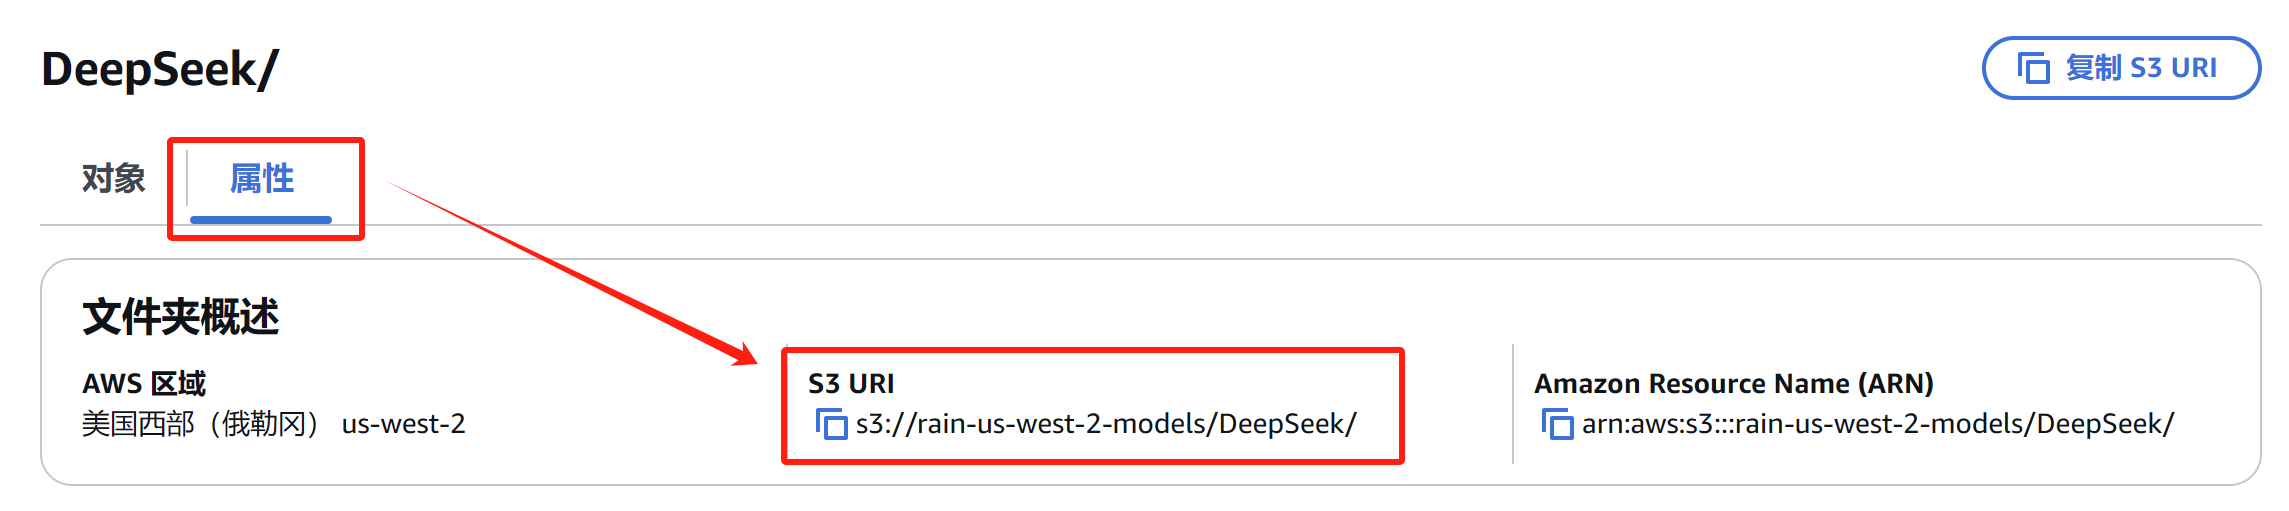 DeepSeek/
复制 S3 URI
对象
属性
文件夹概述
AWS 区域
美国西部（俄勒冈） us-west-2
S3 URI
s3://rain-us-west-2-models/DeepSeek/
Amazon Resource Name (ARN)
arn:aws:s3:::rain-us-west-2-models/DeepSeek/